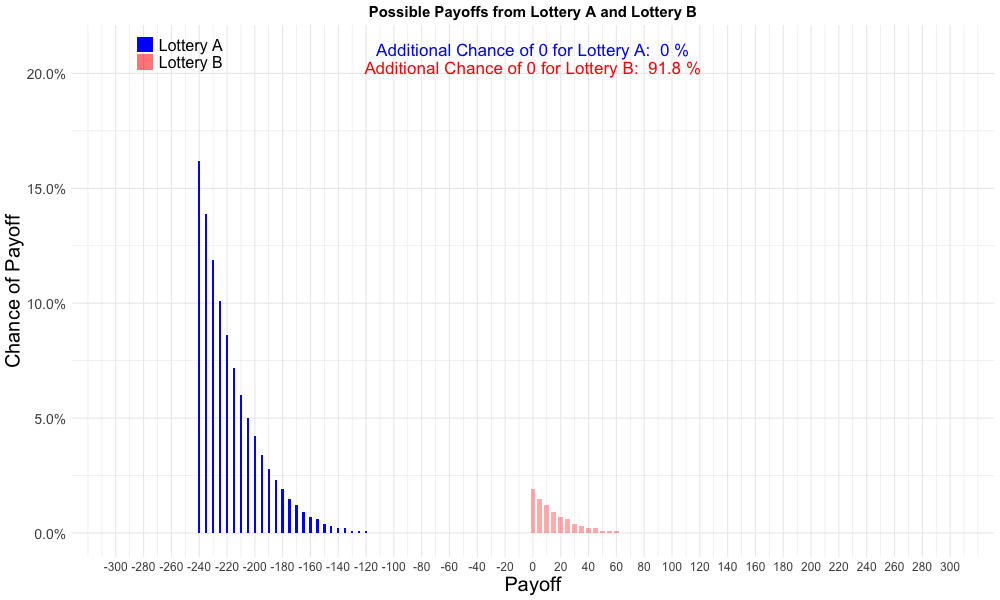 Possible Payoffs from Lottery A and Lottery B
Lottery A
Lottery B
Additional Chance of 0 for Lottery A:  0 %
Additional Chance of 0 for Lottery B:  91.8 %
Chance of Payoff
20.0%
15.0%
10.0%
5.0%
0.0%
-300 -280 -260 -240 -220 -200 -180 -160 -140 -120 -100 -80 -60 -40 -20 0 20 40 60 80 100 120 140 160 180 200 220 240 260 280 300
Payoff